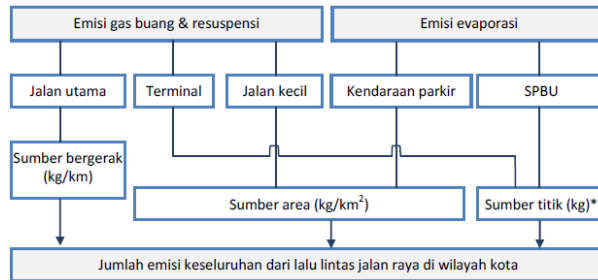 Emisi gas buang & resuspensi
Emisi evaporasi
Jalan utama
Terminal
Jalan kecil
Kendaraan parkir
SPBU
Sumber bergerak
(kg/km)
Sumber area (kg/km²)
Sumber titik (kg)*
Jumlah emisi keseluruhan dari lalu lintas jalan raya di wilayah kota